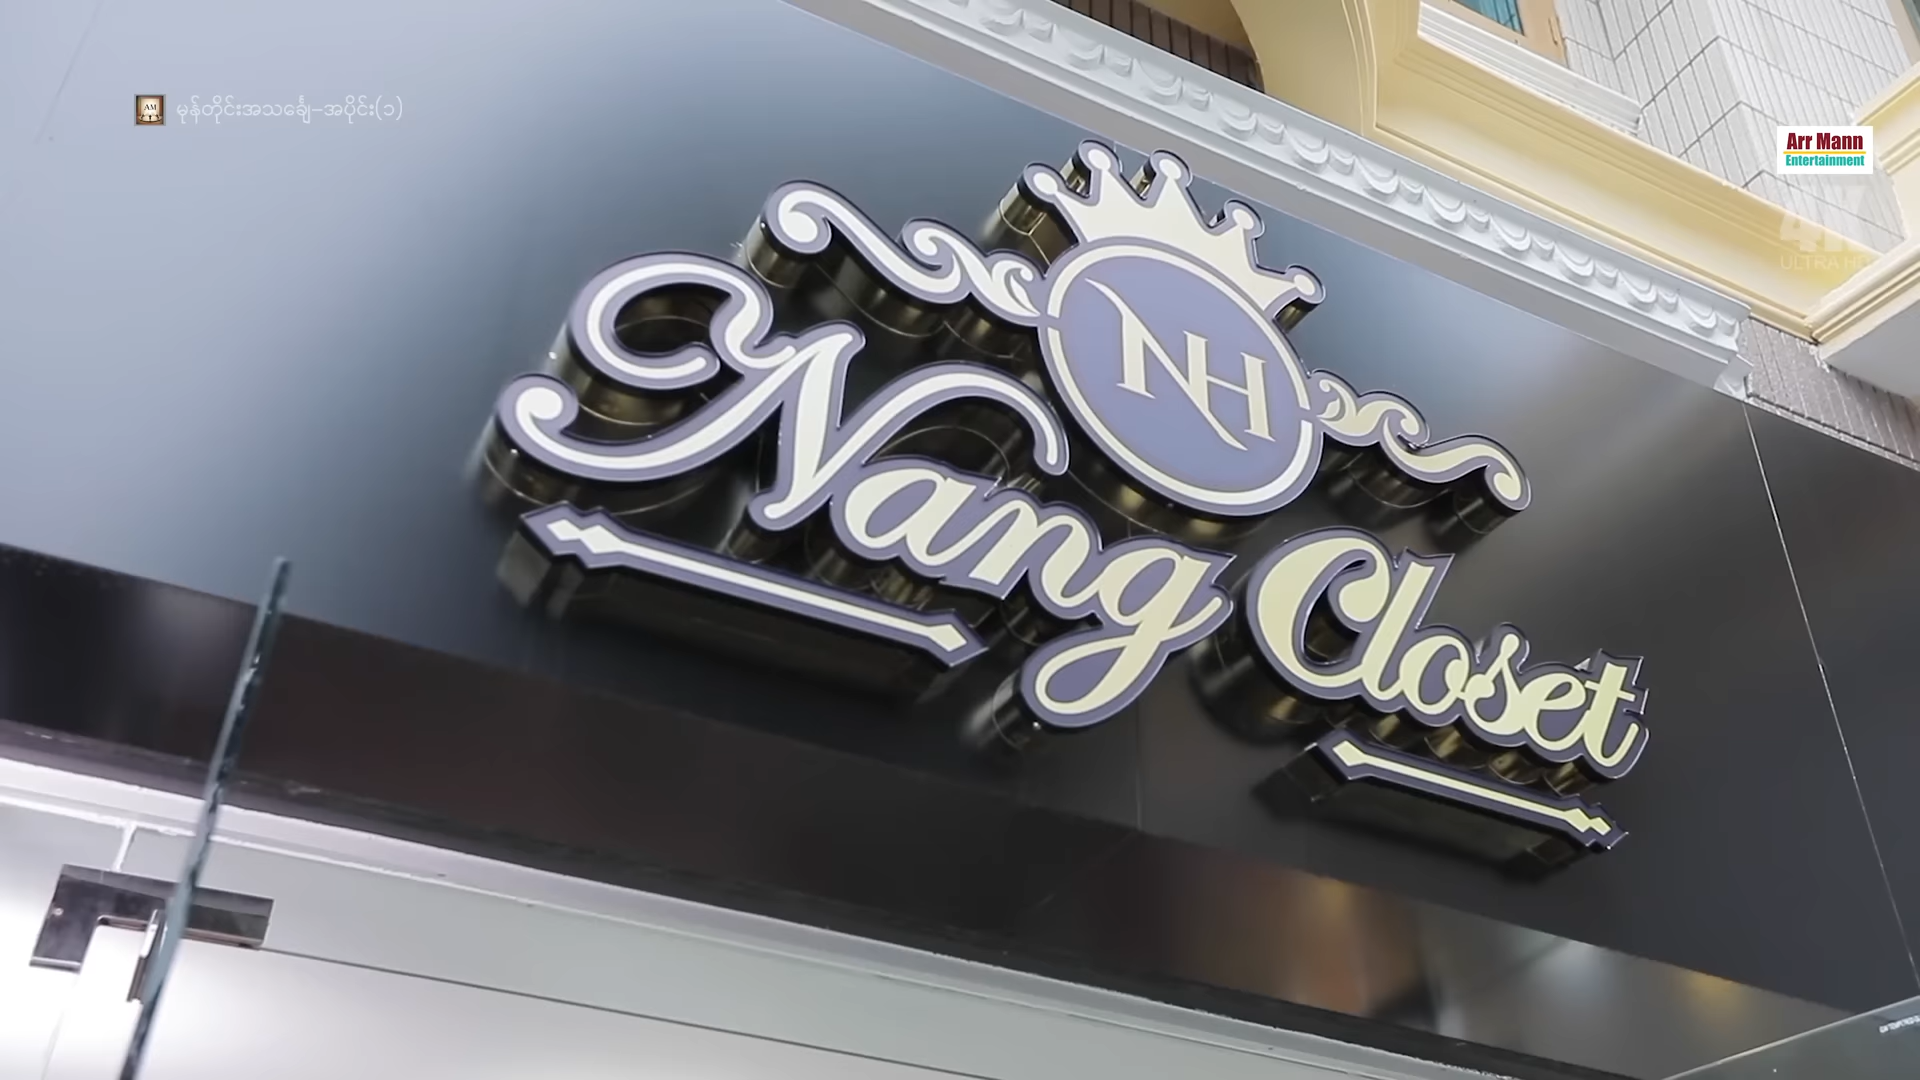 AM
မုန်တိုင်းအသင်္ချေ-အပိုင်း(၁)
Arr Mann
Entertainment
4K
ULTRA HD
NH
Nang Closet